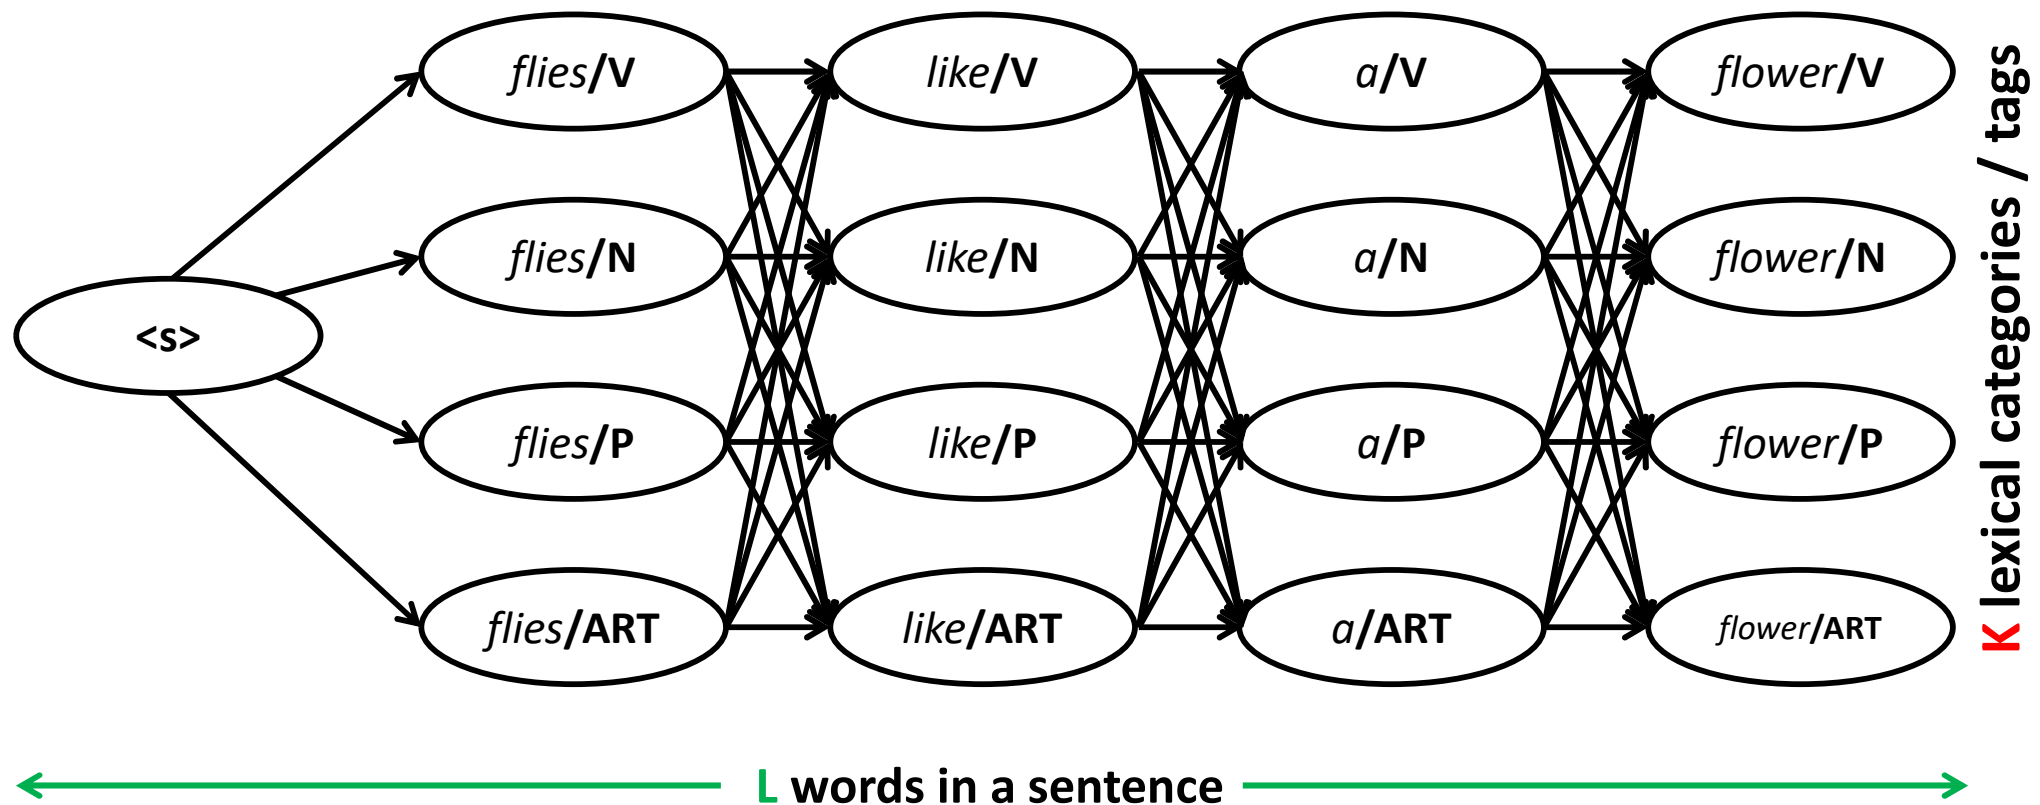 flies/V like/V a/V flower/V
flies/N like/N a/N flower/N
<s>
flies/P like/P a/P flower/P
flies/ART like/ART a/ART flower/ART
K lexical categories / tags
L words in a sentence